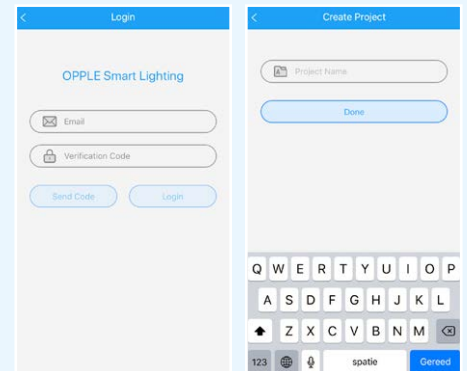 Login
OPPLE Smart Lighting
Email
Verification Code
Send Code Login
Create Project
Project Name
Done
Q W E R T Y U I O P
A S D F G H J K L
Z X C V B N M
123 spatie Gereed